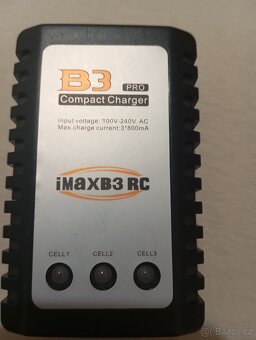 B3 PRO
Compact Charger
Input voltage: 100V-240V AC
Max.charge current:3*800mA
iMAXB3 RC
CELL1 CELL2 CELL3
Bazoš.cz